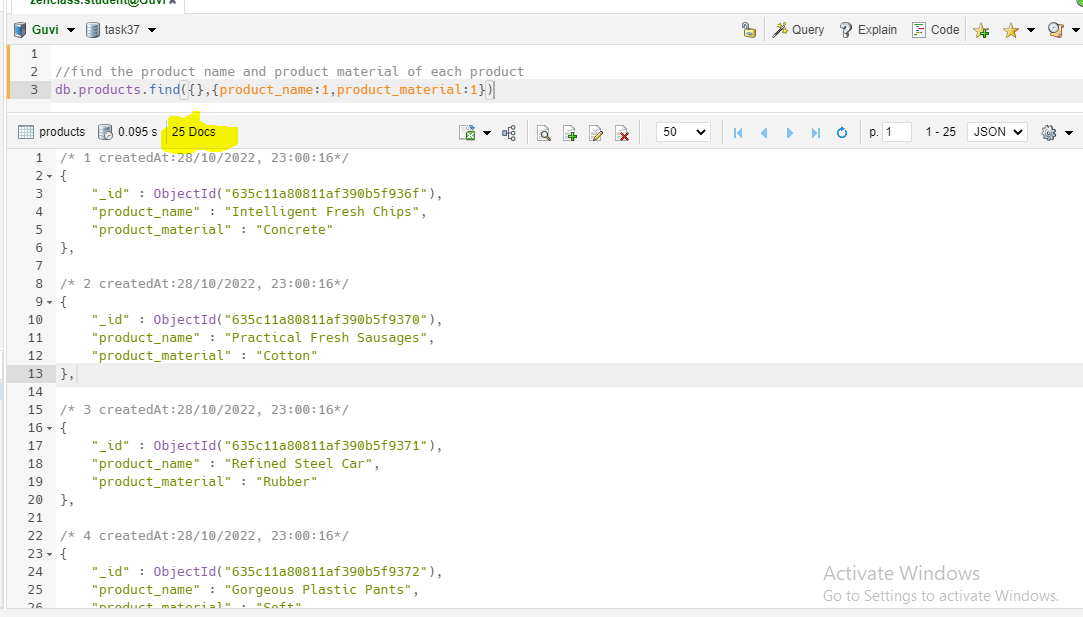 zenclass.student@Guvi
Guvi task37 Query Explain Code
1
2 //find the product name and product material of each product
3 db.products.find({},{product_name:1,product_material:1})
products 0.095 s 25 Docs 50 p. 1 1 - 25 JSON
1 /* 1 createdAt:28/10/2022, 23:00:16*/
2 {
3 "_id" : ObjectId("635c11a80811af390b5f936f"),
4 "product_name" : "Intelligent Fresh Chips",
5 "product_material" : "Concrete"
6 },
7
8 /* 2 createdAt:28/10/2022, 23:00:16*/
9 {
10 "_id" : ObjectId("635c11a80811af390b5f9370"),
11 "product_name" : "Practical Fresh Sausages",
12 "product_material" : "Cotton"
13 },
14
15 /* 3 createdAt:28/10/2022, 23:00:16*/
16 {
17 "_id" : ObjectId("635c11a80811af390b5f9371"),
18 "product_name" : "Refined Steel Car",
19 "product_material" : "Rubber"
20 },
21
22 /* 4 createdAt:28/10/2022, 23:00:16*/
23 {
24 "_id" : ObjectId("635c11a80811af390b5f9372"),
25 "product_name" : "Gorgeous Plastic Pants",
26 "product_material" : "Soft"
Activate Windows
Go to Settings to activate Windows.